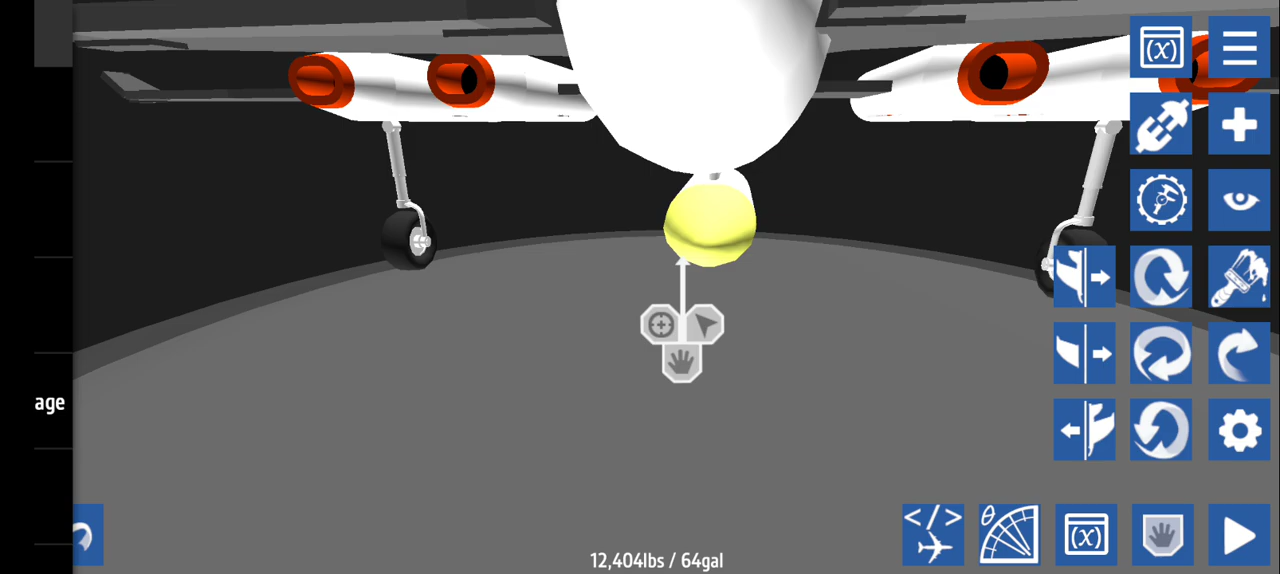 (x)
age
</>
θ
(x)
12,404lbs / 64gal